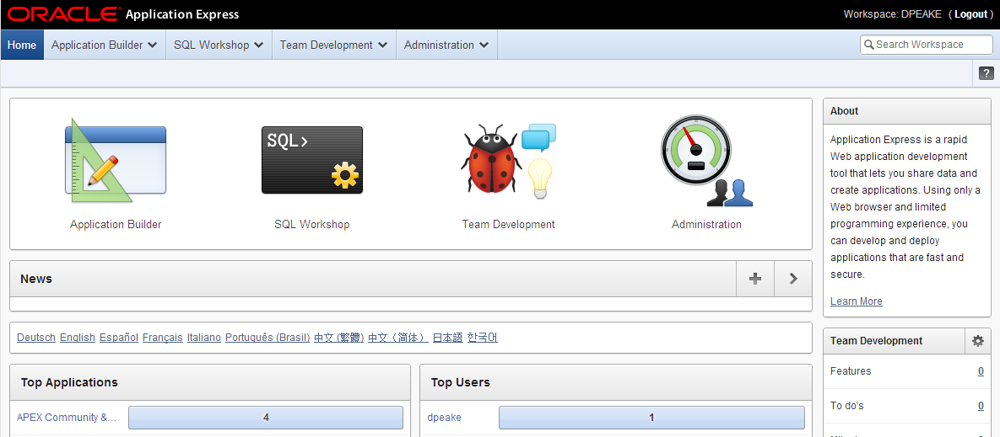 ORACLE Application Express
Workspace: DPEAKE ( Logout )
Home Application Builder SQL Workshop Team Development Administration
Search Workspace
?
SQL>
Application Builder SQL Workshop Team Development Administration
News
Deutsch English Español Français Italiano Português (Brasil) 中文 (繁體) 中文（简体） 日本語 한국어
Top Applications
APEX Community &... 4
Top Users
dpeake 1
About
Application Express is a rapid
Web application development
tool that lets you share data and
create applications. Using only a
Web browser and limited
programming experience, you
can develop and deploy
applications that are fast and
secure.
Learn More
Team Development
Features 0
To do's 0